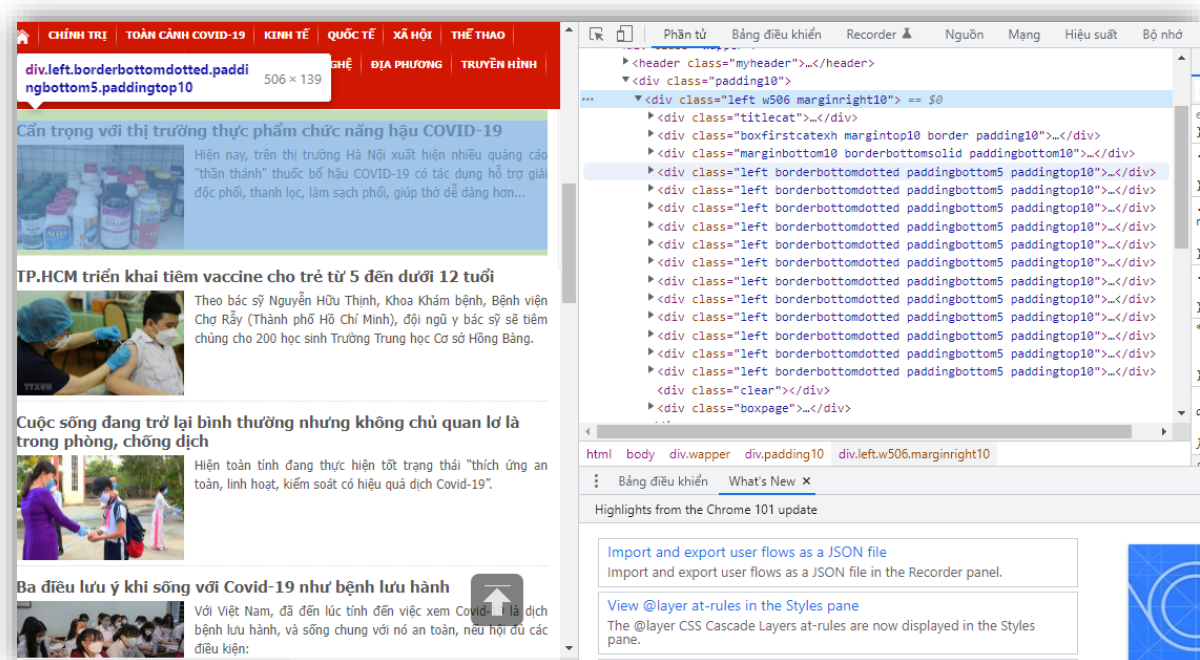 CHÍNH TRỊ TOÀN CẢNH COVID-19 KINH TẾ QUỐC TẾ XÃ HỘI THỂ THAO
GHỆ ĐỊA PHƯƠNG TRUYỀN HÌNH
div.left.borderbottomdotted.paddi
ngbottom5.paddingtop10 506 × 139
Cẩn trọng với thị trường thực phẩm chức năng hậu COVID-19
Hiện nay, trên thị trường Hà Nội xuất hiện nhiều quảng cáo
"thần thánh" thuốc bổ hậu COVID-19 có tác dụng hỗ trợ giải
độc phổi, thanh lọc, làm sạch phổi, giúp thở dễ dàng hơn...
TP.HCM triển khai tiêm vaccine cho trẻ từ 5 đến dưới 12 tuổi
Theo bác sỹ Nguyễn Hữu Thịnh, Khoa Khám bệnh, Bệnh viện
Chợ Rẫy (Thành phố Hồ Chí Minh), đội ngũ y bác sỹ sẽ tiêm
chủng cho 200 học sinh Trường Trung học Cơ sở Hồng Bàng.
TTXVN
Cuộc sống đang trở lại bình thường nhưng không chủ quan lơ là
trong phòng, chống dịch
Hiện toàn tỉnh đang thực hiện tốt trạng thái “thích ứng an
toàn, linh hoạt, kiểm soát có hiệu quả dịch Covid-19”.
Ba điều lưu ý khi sống với Covid-19 như bệnh lưu hành
Với Việt Nam, đã đến lúc tính đến việc xem là dịch
bệnh lưu hành, và sống chung với nó an toàn, nếu hội đủ các
điều kiện:
Phần tử Bảng điều khiển Recorder Nguồn Mạng Hiệu suất Bộ nhớ
<header class="myheader">…</header>
<div class="padding10">
<div class="left w506 marginright10"> == $0
<div class="titlecat">…</div>
<div class="boxfirstcatexh margintop10 border padding10">…</div>
<div class="marginbottom10 borderbottomsolid paddingbottom10">…</div>
<div class="left borderbottomdotted paddingbottom5 paddingtop10">…</div>
<div class="left borderbottomdotted paddingbottom5 paddingtop10">…</div>
<div class="left borderbottomdotted paddingbottom5 paddingtop10">…</div>
<div class="left borderbottomdotted paddingbottom5 paddingtop10">…</div>
<div class="left borderbottomdotted paddingbottom5 paddingtop10">…</div>
<div class="left borderbottomdotted paddingbottom5 paddingtop10">…</div>
<div class="left borderbottomdotted paddingbottom5 paddingtop10">…</div>
<div class="left borderbottomdotted paddingbottom5 paddingtop10">…</div>
<div class="left borderbottomdotted paddingbottom5 paddingtop10">…</div>
<div class="left borderbottomdotted paddingbottom5 paddingtop10">…</div>
<div class="left borderbottomdotted paddingbottom5 paddingtop10">…</div>
<div class="left borderbottomdotted paddingbottom5 paddingtop10">…</div>
<div class="clear"></div>
<div class="boxpage">…</div>
html body div.wapper div.padding10 div.left.w506.marginright10
Bảng điều khiển What's New ×
Highlights from the Chrome 101 update
Import and export user flows as a JSON file
Import and export user flows as a JSON file in the Recorder panel.
View @layer at-rules in the Styles pane
The @layer CSS Cascade Layers at-rules are now displayed in the Styles
pane.